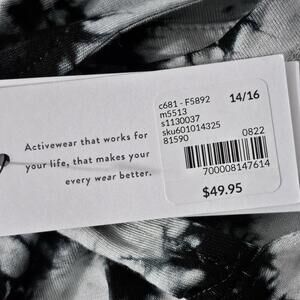 Activewear that works for
your life, that makes your
every wear better.
c681 - F5892 14/16
m5513
s1130037
sku601014325
81590 0822
700008147614
$49.95